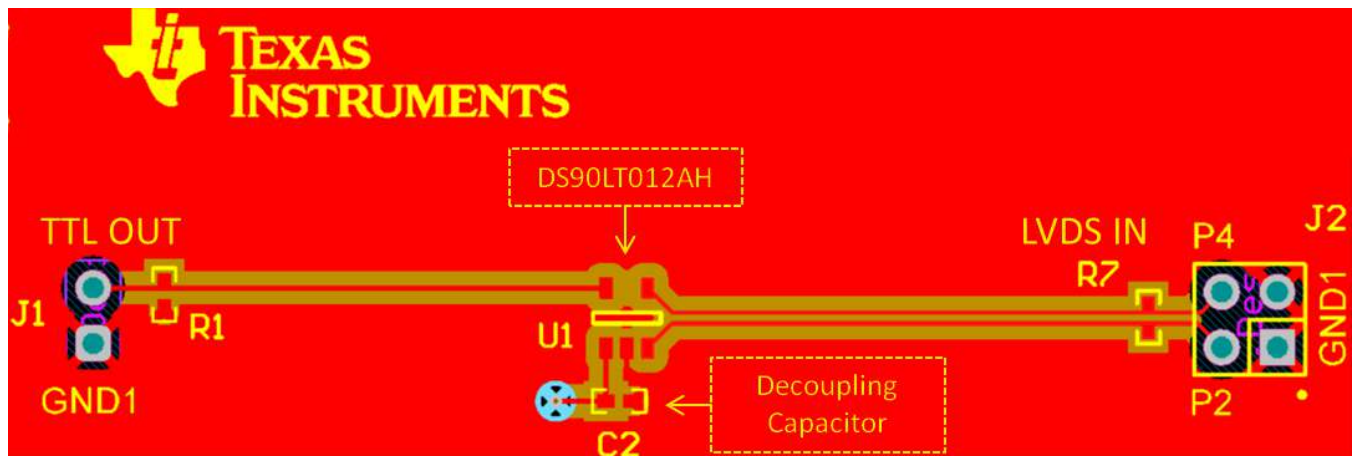 TEXAS
INSTRUMENTS
DS90LT012AH
TTL OUT
LVDS IN
P4
J2
R7
J1
R1
U1
GND1
GND1
Decoupling
Capacitor
P2
C2